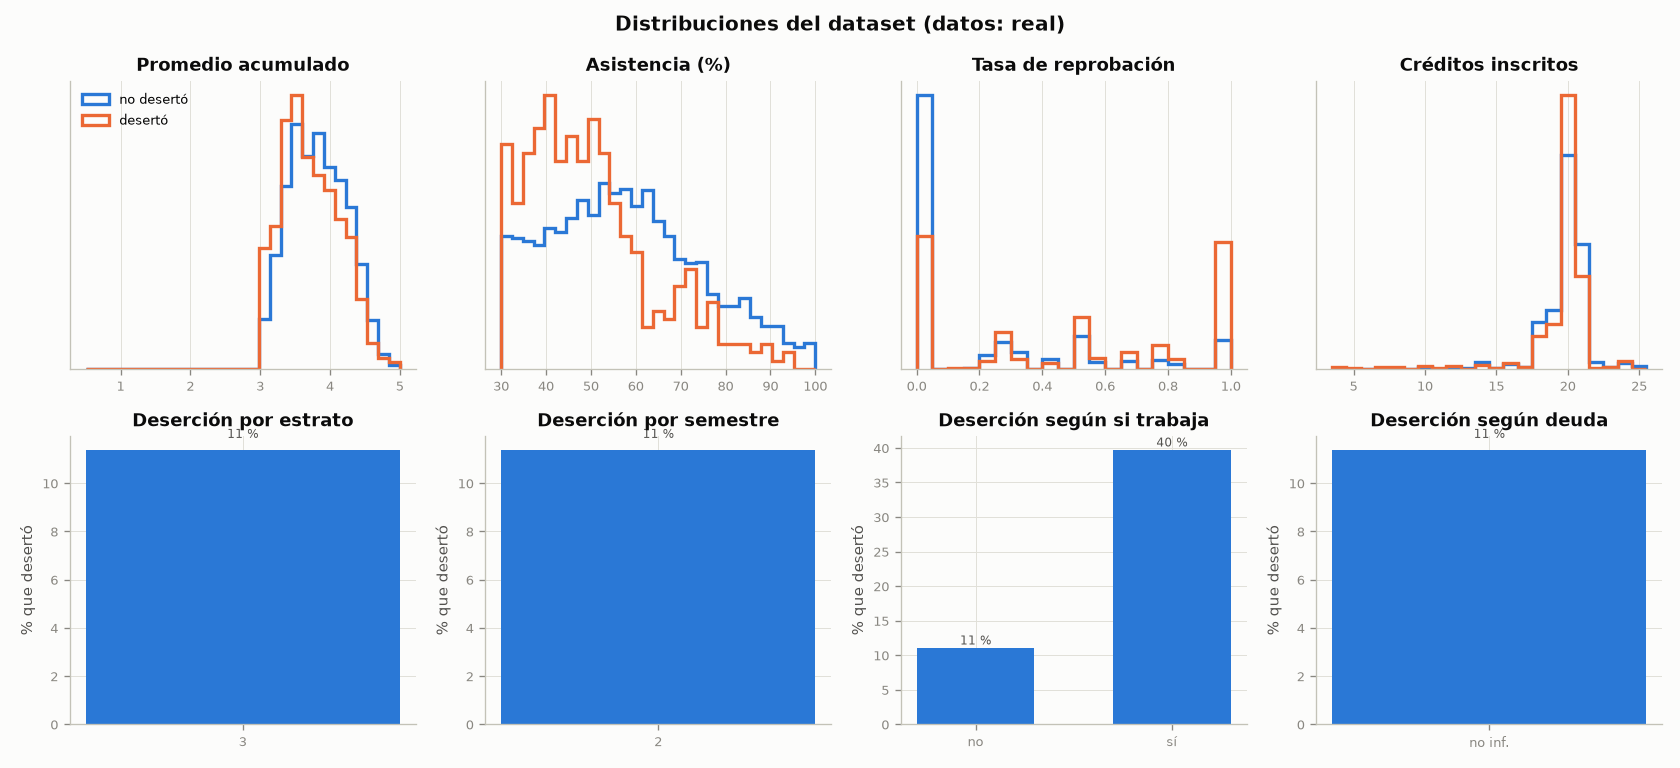 Distribuciones del dataset (datos: real)
Promedio acumulado
no desertó
desertó
1 2 3 4 5
Asistencia (%)
30 40 50 60 70 80 90 100
Tasa de reprobación
0.0 0.2 0.4 0.6 0.8 1.0
Créditos inscritos
5 10 15 20 25
Deserción por estrato
11 %
% que desertó
10
8
6
4
2
0
3
Deserción por semestre
11 %
% que desertó
10
8
6
4
2
0
2
Deserción según si trabaja
40 %
11 %
% que desertó
40
35
30
25
20
15
10
5
0
no sí
Deserción según deuda
11 %
% que desertó
10
8
6
4
2
0
no inf.